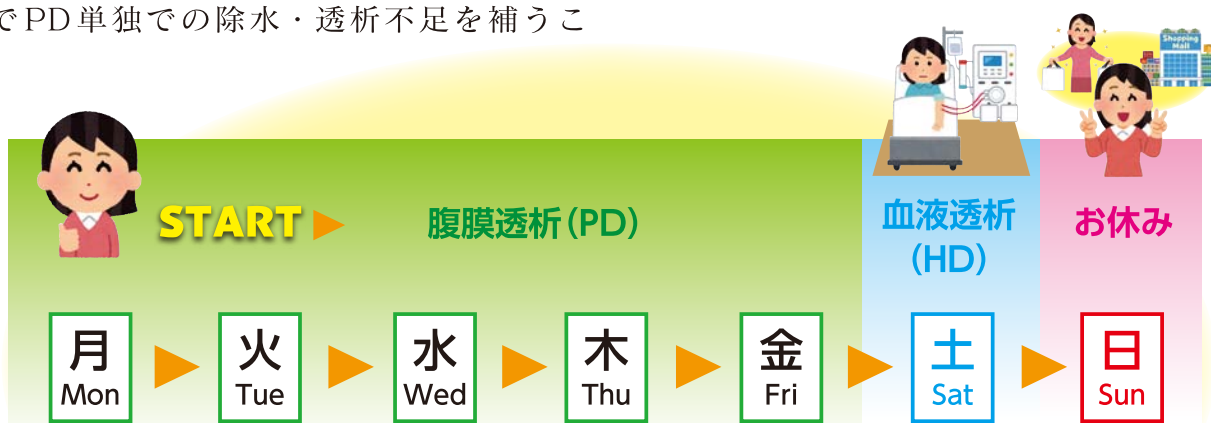 でPD単独での除水・透析不足を補うこ
Shopping
Mall
START
腹膜透析(PD)
血液透析
(HD)
お休み
月
Mon
火
Tue
水
Wed
木
Thu
金
Fri
土
Sat
日
Sun